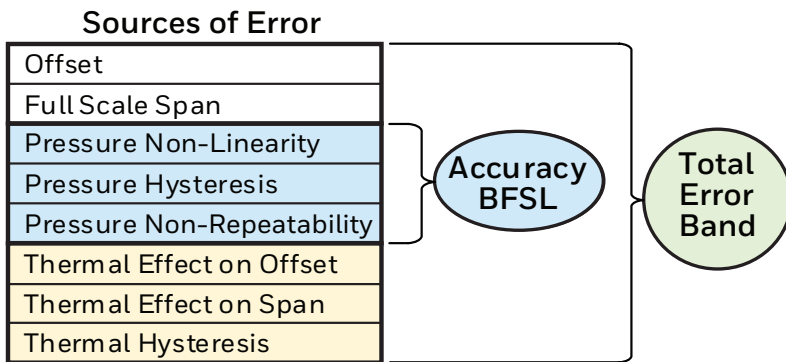 Sources of Error
Offset
Full Scale Span
Pressure Non-Linearity
Pressure Hysteresis
Pressure Non-Repeatability
Thermal Effect on Offset
Thermal Effect on Span
Thermal Hysteresis
Accuracy
BFSL
Total
Error
Band